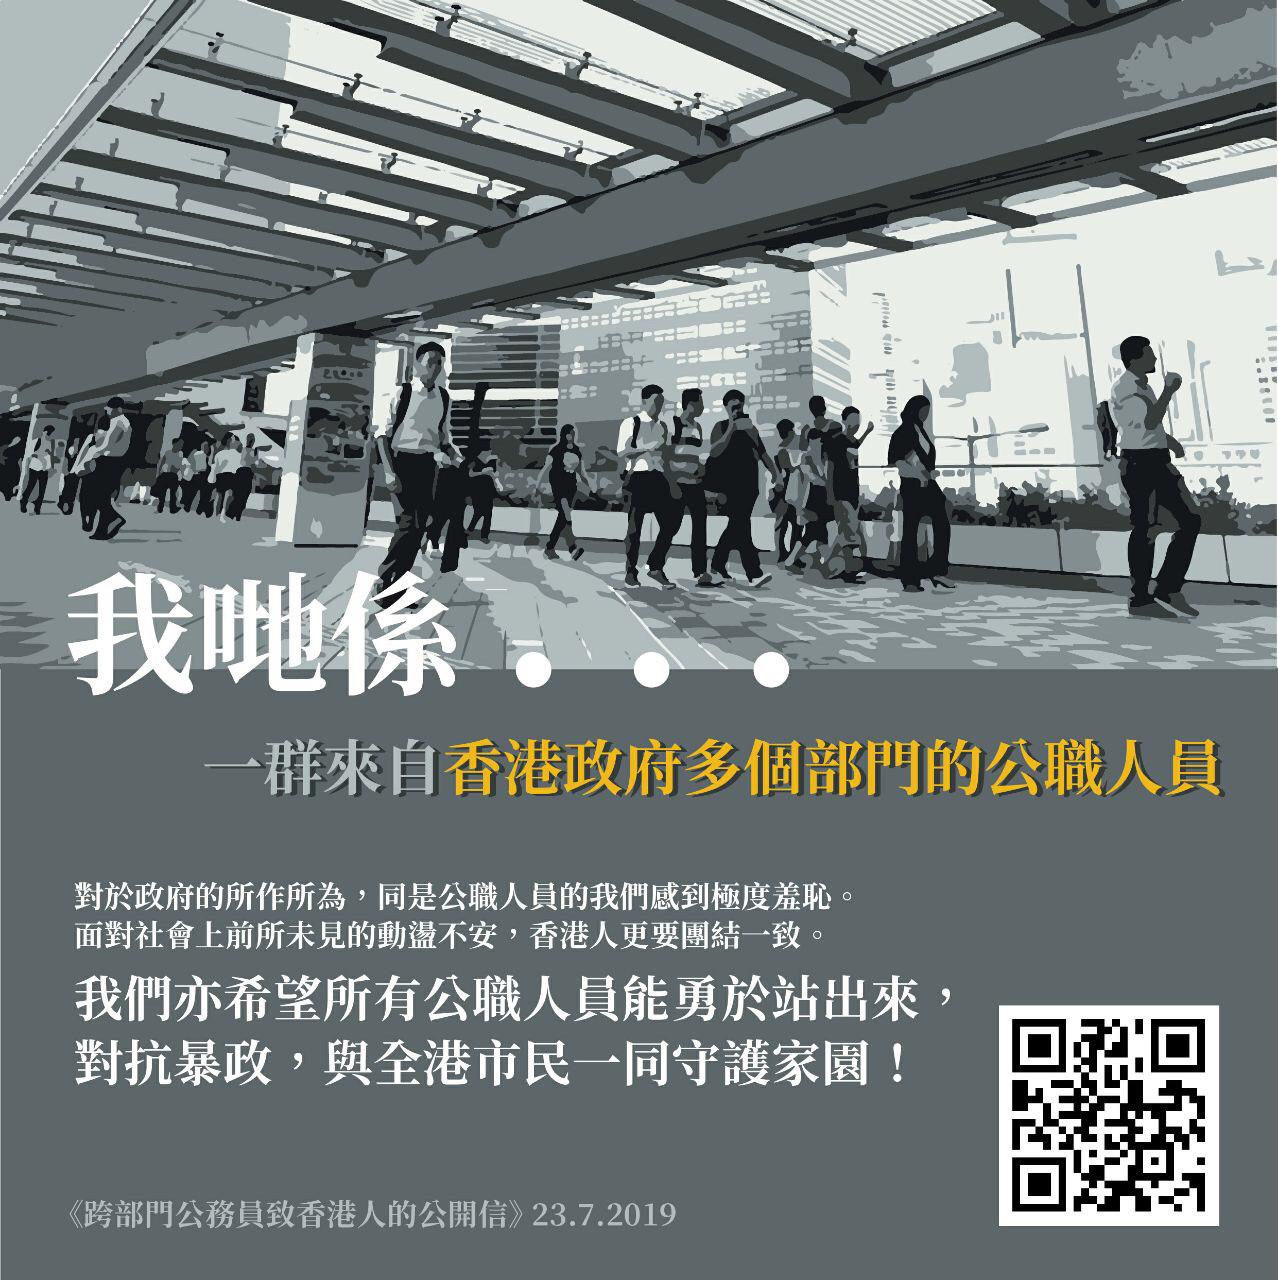 我哋係...
一群來自香港政府多個部門的公職人員
對於政府的所作所為，同是公職人員的我們感到極度羞恥。
面對社會上前所未見的動盪不安，香港人更要團結一致。
我們亦希望所有公職人員能勇於站出來，
對抗暴政，與全港市民一同守護家園！
《跨部門公務員致香港人的公開信》23.7.2019